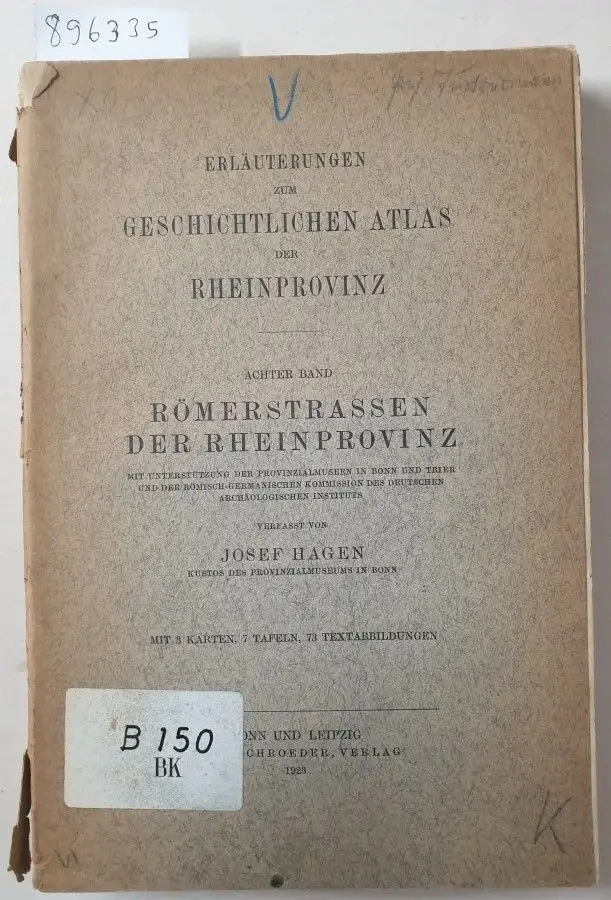 896335
V
ERLÄUTERUNGEN
ZUM
GESCHICHTLICHEN ATLAS
DER
RHEINPROVINZ
ACHTER BAND
RÖMERSTRASSEN
DER RHEINPROVINZ
MIT UNTERSTÜTZUNG DER PROVINZIALMUSEEN IN BONN UND TRIER
UND DER RÖMISCH-GERMANISCHEN KOMMISSION DES DEUTSCHEN
ARCHÄOLOGISCHEN INSTITUTS
VERFASST VON
JOSEF HAGEN
KUSTOS DES PROVINZIALMUSEUMS IN BONN
MIT 3 KARTEN, 7 TAFELN, 73 TEXTABBILDUNGEN
ONN UND LEIPZIG
CHROEDER, VERLAG
1923
B 150
BK
K